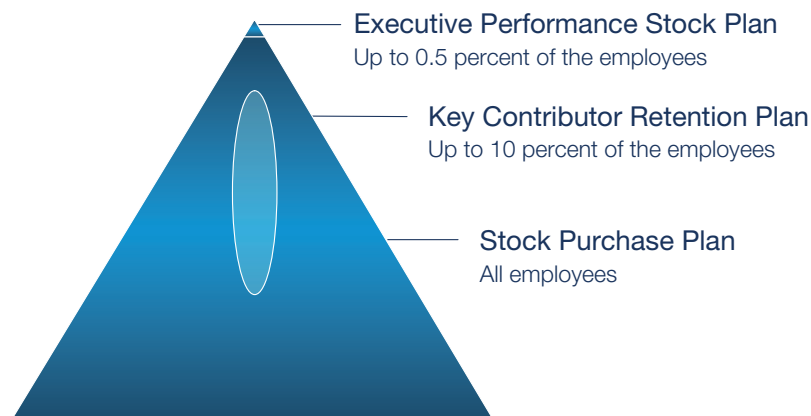 Executive Performance Stock Plan
Up to 0.5 percent of the employees
Key Contributor Retention Plan
Up to 10 percent of the employees
Stock Purchase Plan
All employees